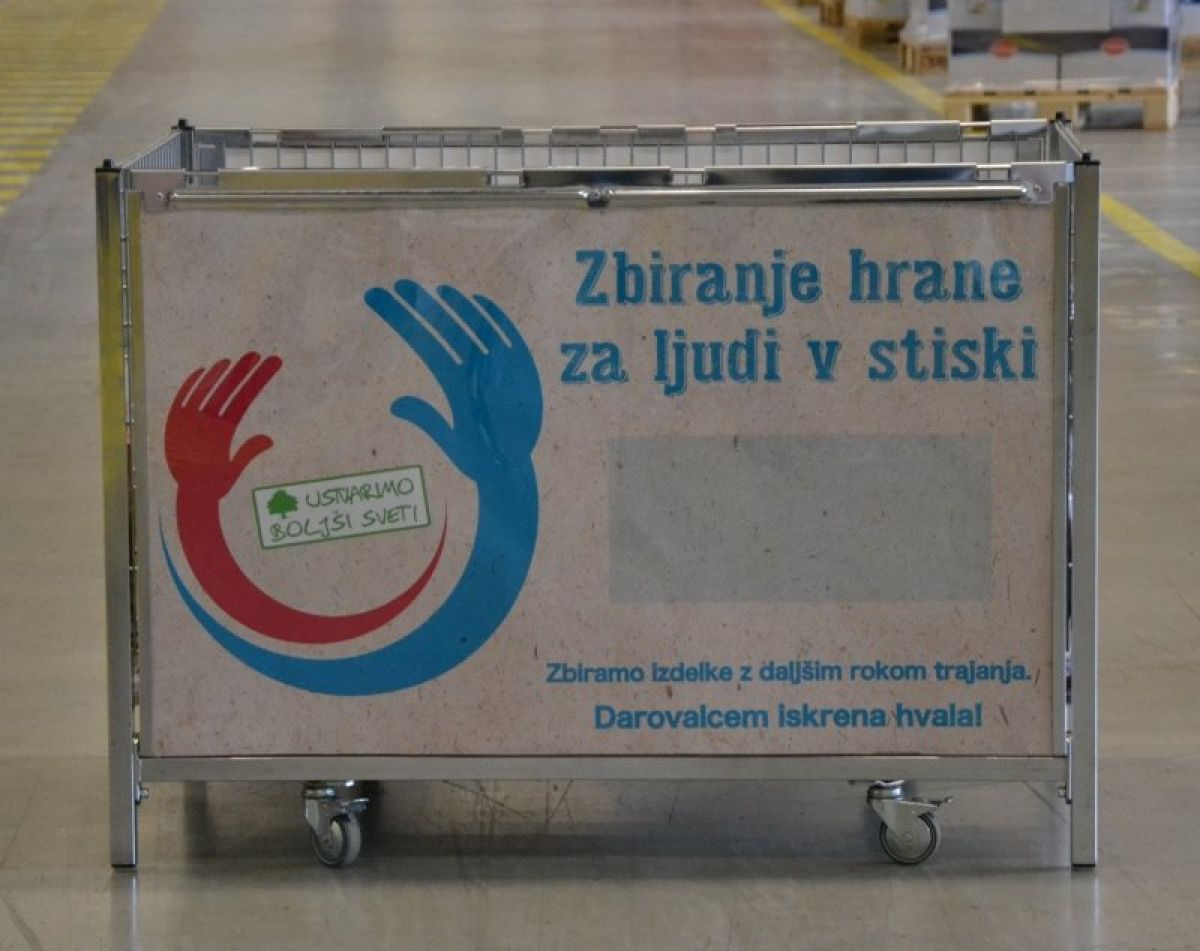 Zbiranje hrane
za ljudi v stiski
USTVARIMO
BOLJŠI SVET!
Zbiramo izdelke z daljšim rokom trajanja.
Darovalcem iskrena hvala!